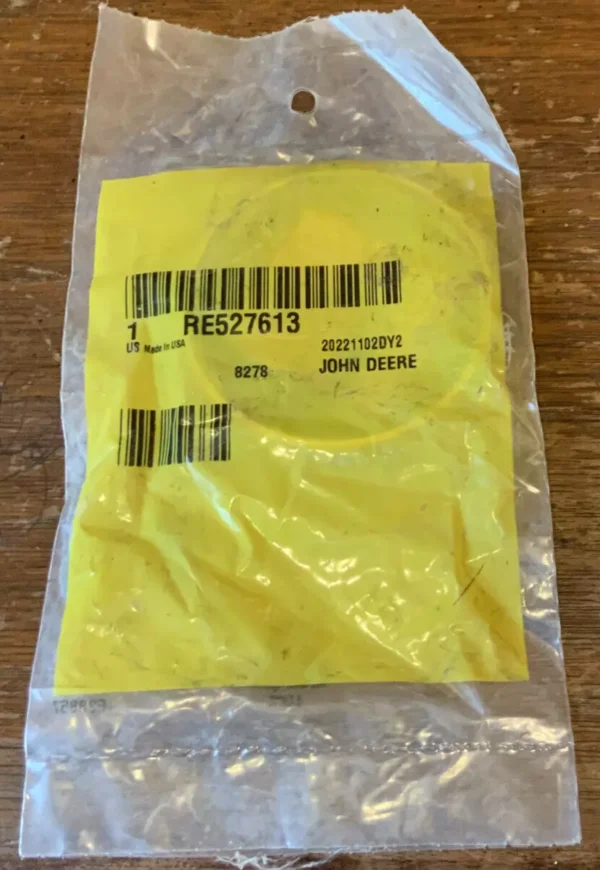 1 RE527613
US Made In USA 20221102DY2
8278 JOHN DEERE